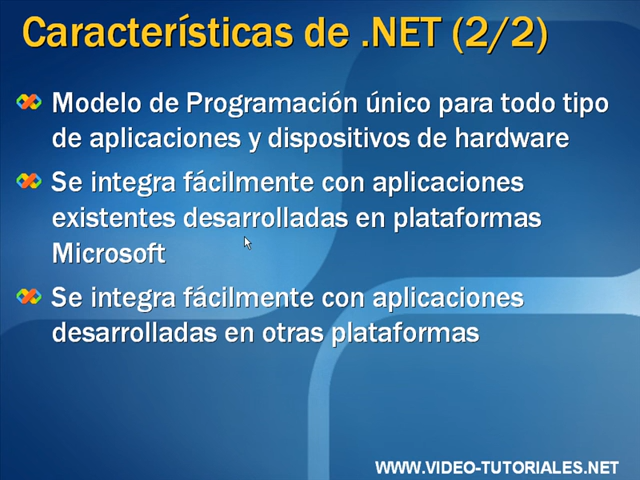 Características de .NET (2/2)
Modelo de Programación único para todo tipo
de aplicaciones y dispositivos de hardware
Se integra fácilmente con aplicaciones
existentes desarrolladas en plataformas
Microsoft
Se integra fácilmente con aplicaciones
desarrolladas en otras plataformas
WWW.VIDEO-TUTORIALES.NET